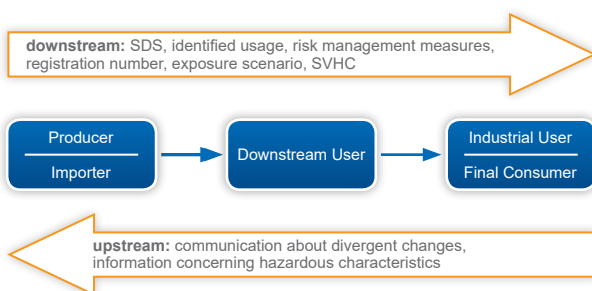 downstream: SDS, identified usage, risk management measures,
registration number, exposure scenario, SVHC
Producer
Importer
Downstream User
Industrial User
Final Consumer
upstream: communication about divergent changes,
information concerning hazardous characteristics